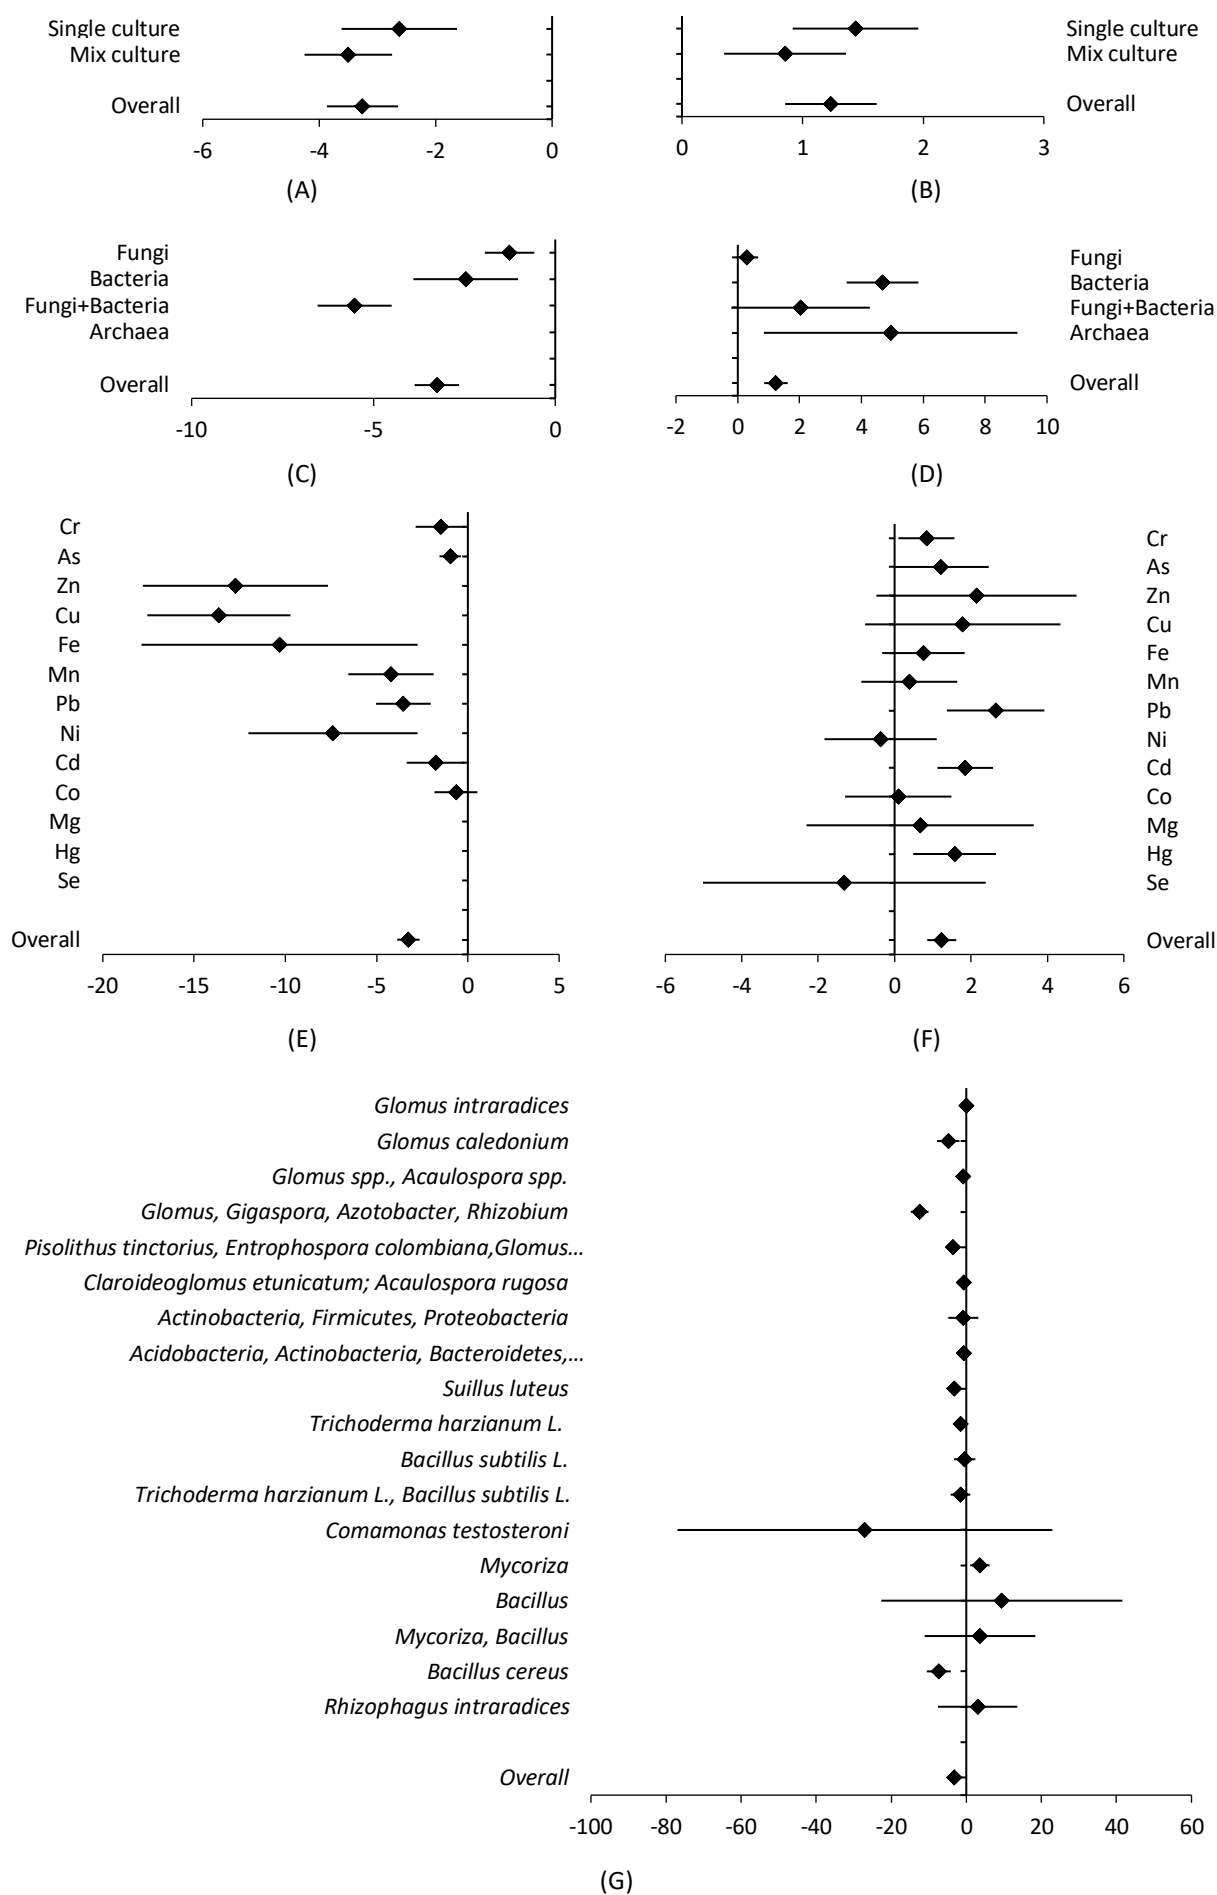 Single culture
Mix culture
Overall
-6 -4 -2 0
(A)
Single culture
Mix culture
Overall
0 1 2 3
(B)
Fungi
Bacteria
Fungi+Bacteria
Archaea
Overall
-10 -5 0
(C)
Fungi
Bacteria
Fungi+Bacteria
Archaea
Overall
-2 0 2 4 6 8 10
(D)
Cr
As
Zn
Cu
Fe
Mn
Pb
Ni
Cd
Co
Mg
Hg
Se
Overall
-20 -15 -10 -5 0 5
(E)
Cr
As
Zn
Cu
Fe
Mn
Pb
Ni
Cd
Co
Mg
Hg
Se
Overall
-6 -4 -2 0 2 4 6
(F)
Glomus intraradices
Glomus caledonium
Glomus spp., Acaulospora spp.
Glomus, Gigaspora, Azotobacter, Rhizobium
Pisolithus tinctorius, Entrophospora colombiana,Glomus...
Claroideoglomus etunicatum; Acaulospora rugosa
Actinobacteria, Firmicutes, Proteobacteria
Acidobacteria, Actinobacteria, Bacteroidetes,...
Suillus luteus
Trichoderma harzianum L.
Bacillus subtilis L.
Trichoderma harzianum L., Bacillus subtilis L.
Comamonas testosteroni
Mycoriza
Bacillus
Mycoriza, Bacillus
Bacillus cereus
Rhizophagus intraradices
Overall
-100 -80 -60 -40 -20 0 20 40 60
(G)